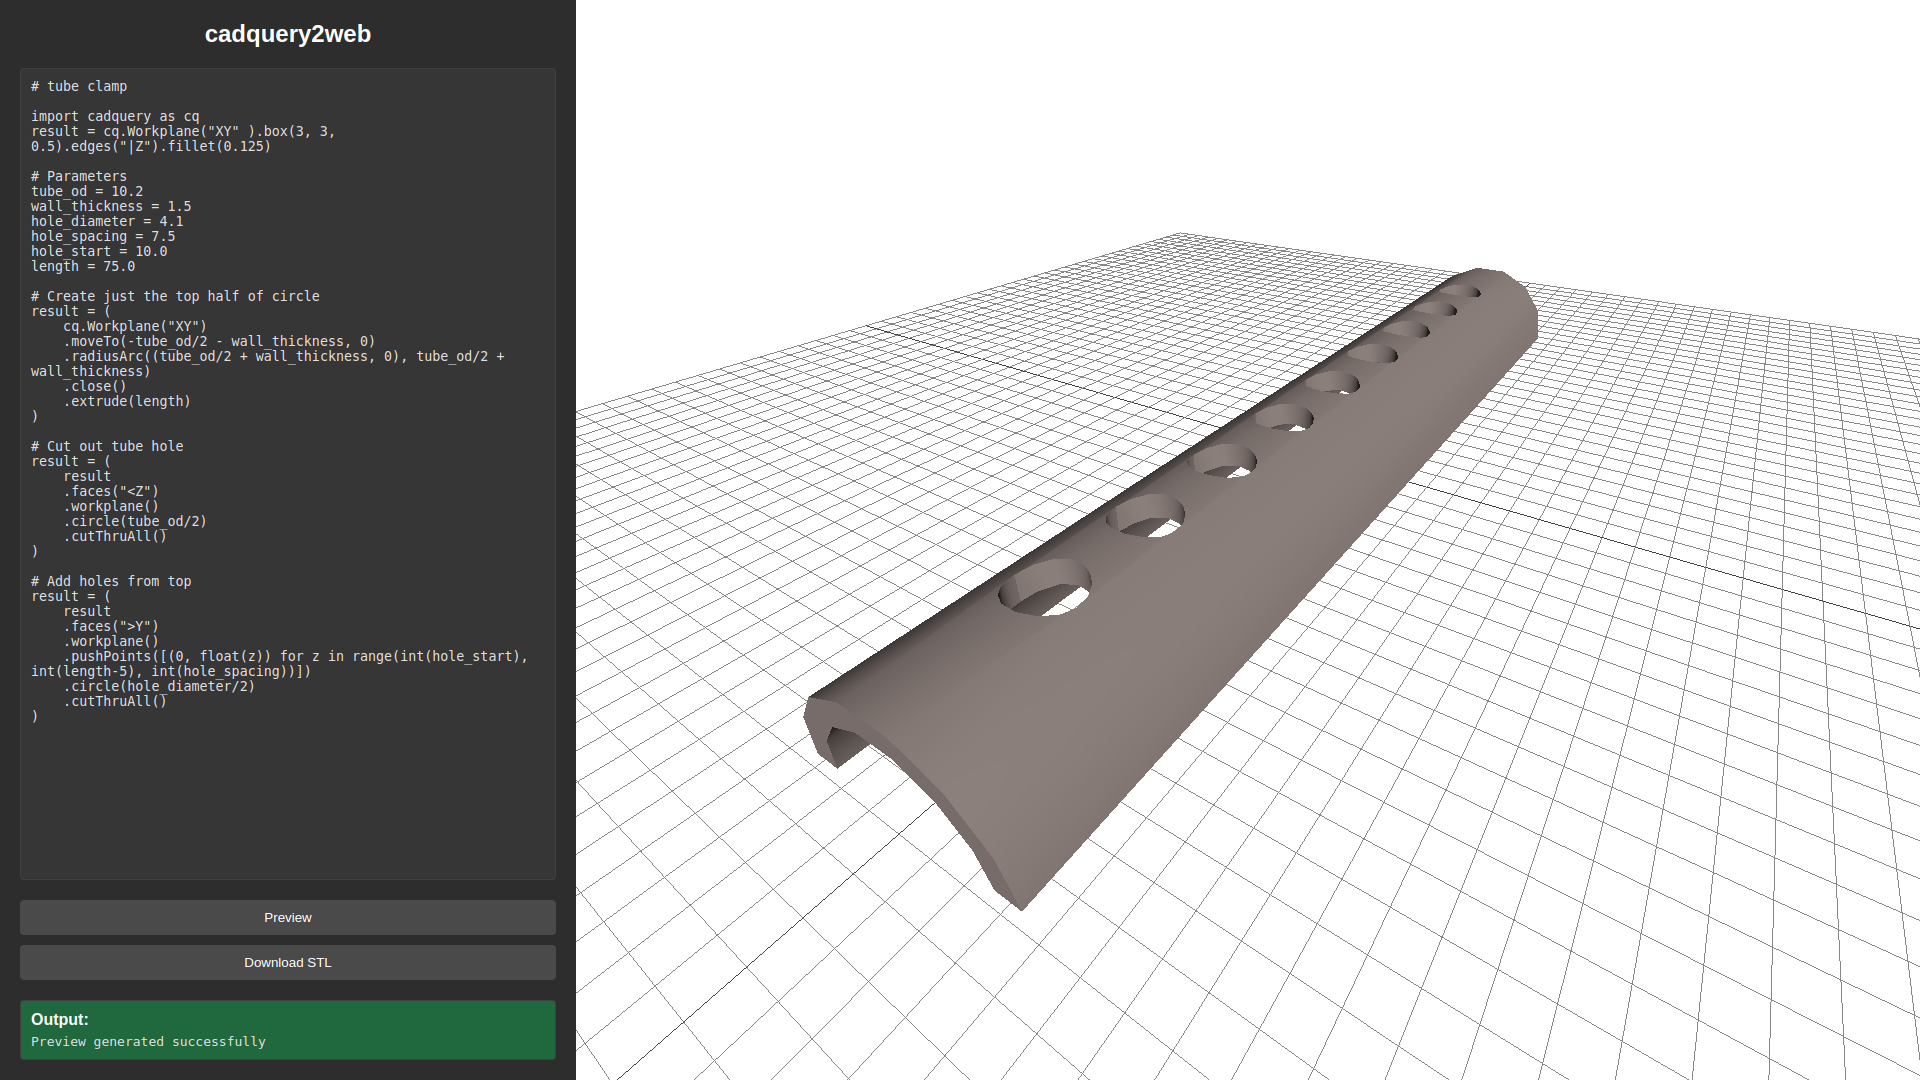 cadquery2web
# tube clamp
import cadquery as cq
result = cq.Workplane("XY" ).box(3, 3,
0.5).edges("|Z").fillet(0.125)
# Parameters
tube_od = 10.2
wall_thickness = 1.5
hole_diameter = 4.1
hole_spacing = 7.5
hole_start = 10.0
length = 75.0
# Create just the top half of circle
result = (
    cq.Workplane("XY")
    .moveTo(-tube_od/2 - wall_thickness, 0)
    .radiusArc((tube_od/2 + wall_thickness, 0), tube_od/2 +
wall_thickness)
    .close()
    .extrude(length)
)
# Cut out tube hole
result = (
    result
    .faces("<Z")
    .workplane()
    .circle(tube_od/2)
    .cutThruAll()
)
# Add holes from top
result = (
    result
    .faces(">Y")
    .workplane()
    .pushPoints([(0, float(z)) for z in range(int(hole_start),
int(length-5), int(hole_spacing))])
    .circle(hole_diameter/2)
    .cutThruAll()
)
Preview
Download STL
Output:
Preview generated successfully